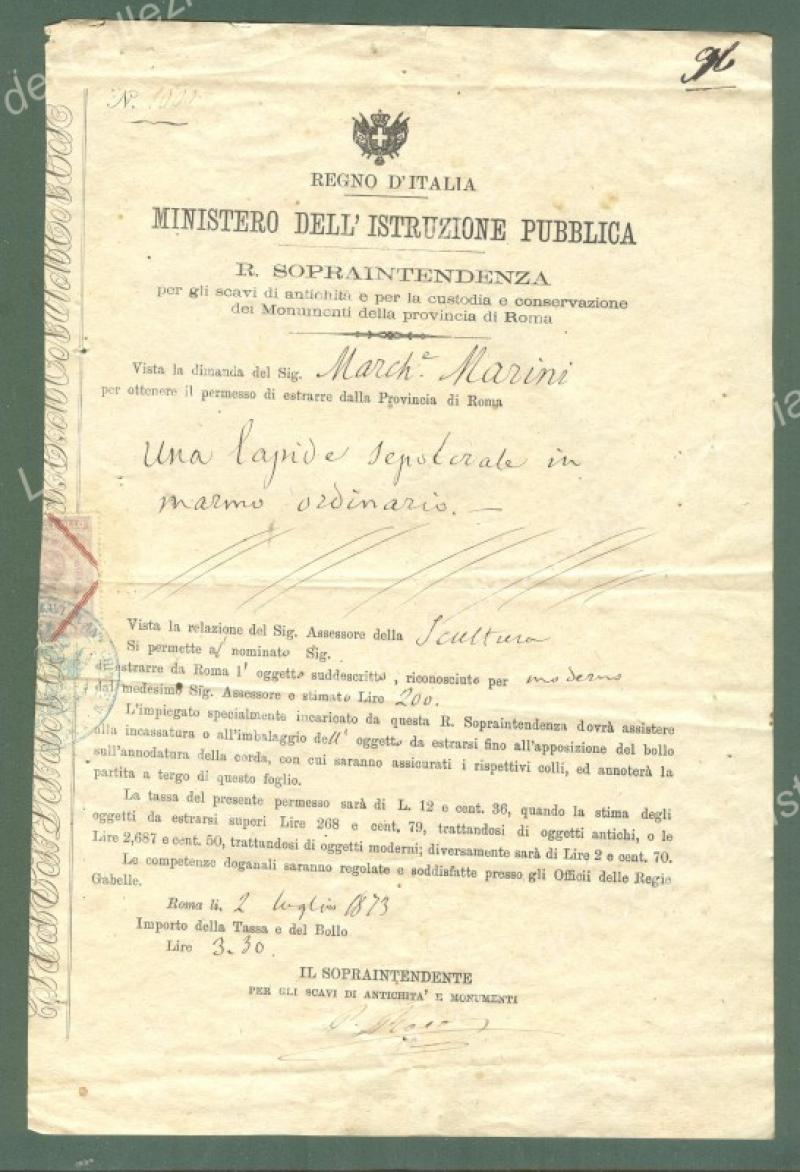 N.
REGNO D'ITALIA
MINISTERO DELL' ISTRUZIONE PUBBLICA
R. SOPRAINTENDENZA
per gli scavi di antichità e per la custodia e conservazione
dei Monumenti della provincia di Roma
Vista la dimanda del Sig. March.e Marini
per ottenere il permesso di estrarre dalla Provincia di Roma
Una lapide sepolcrale in
marmo ordinario. —
Vista la relazione del Sig. Assessore della Scultura
Si permette al nominato Sig.
di estrarre da Roma l' oggetto suddescritto, riconosciuto per moderno
dal medesimo Sig. Assessore e stimato Lire 200.
L'impiegato specialmente incaricato da questa R. Sopraintendenza dovrà assistere
alla incassatura o all'imbalaggio dell' oggetto da estrarsi fino all'apposizione del bollo
sull'annodatura della corda, con cui saranno assicurati i rispettivi colli, ed annoterà la
partita a tergo di questo foglio.
La tassa del presente permesso sarà di L. 12 e cent. 36, quando la stima degli
oggetti da estrarsi superi Lire 268 e cent. 79, trattandosi di oggetti antichi, o le
Lire 2,687 e cent. 50, trattandosi di oggetti moderni; diversamente sarà di Lire 2 e cent. 70.
Le competenze doganali saranno regolate e soddisfatte presso gli Officii delle Regie
Gabelle.
Roma li. 2 luglio 1873
Importo della Tassa e del Bollo
Lire 3.30.
IL SOPRAINTENDENTE
PER GLI SCAVI DI ANTICHITA' E MONUMENTI